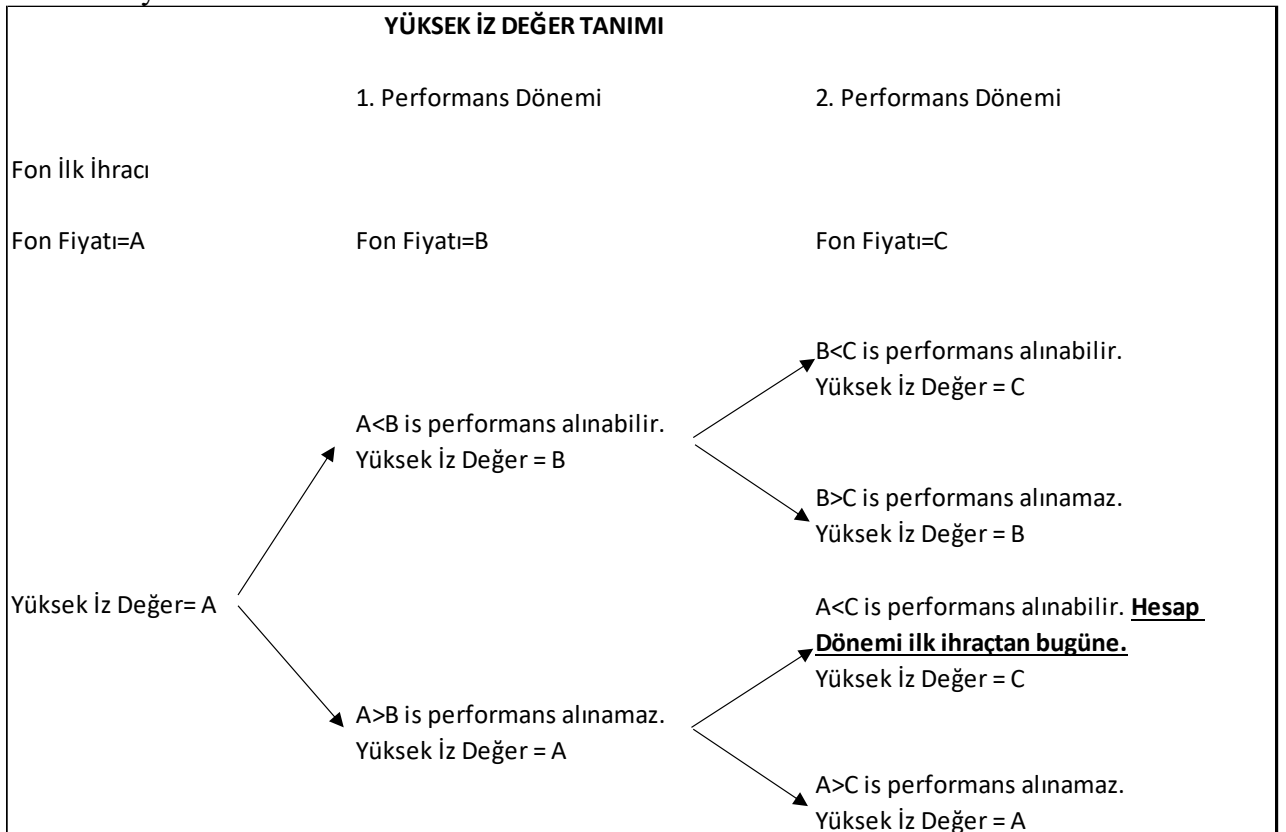 YÜKSEK İZ DEĞER TANIMI
1. Performans Dönemi
2. Performans Dönemi
Fon İlk İhracı
Fon Fiyatı=A
Fon Fiyatı=B
Fon Fiyatı=C
B<C is performans alınabilir.
Yüksek İz Değer = C
A<B is performans alınabilir.
Yüksek İz Değer = B
B>C is performans alınamaz.
Yüksek İz Değer = B
Yüksek İz Değer= A
A<C is performans alınabilir. Hesap
Dönemi ilk ihraçtan bugüne.
Yüksek İz Değer = C
A>B is performans alınamaz.
Yüksek İz Değer = A
A>C is performans alınamaz.
Yüksek İz Değer = A